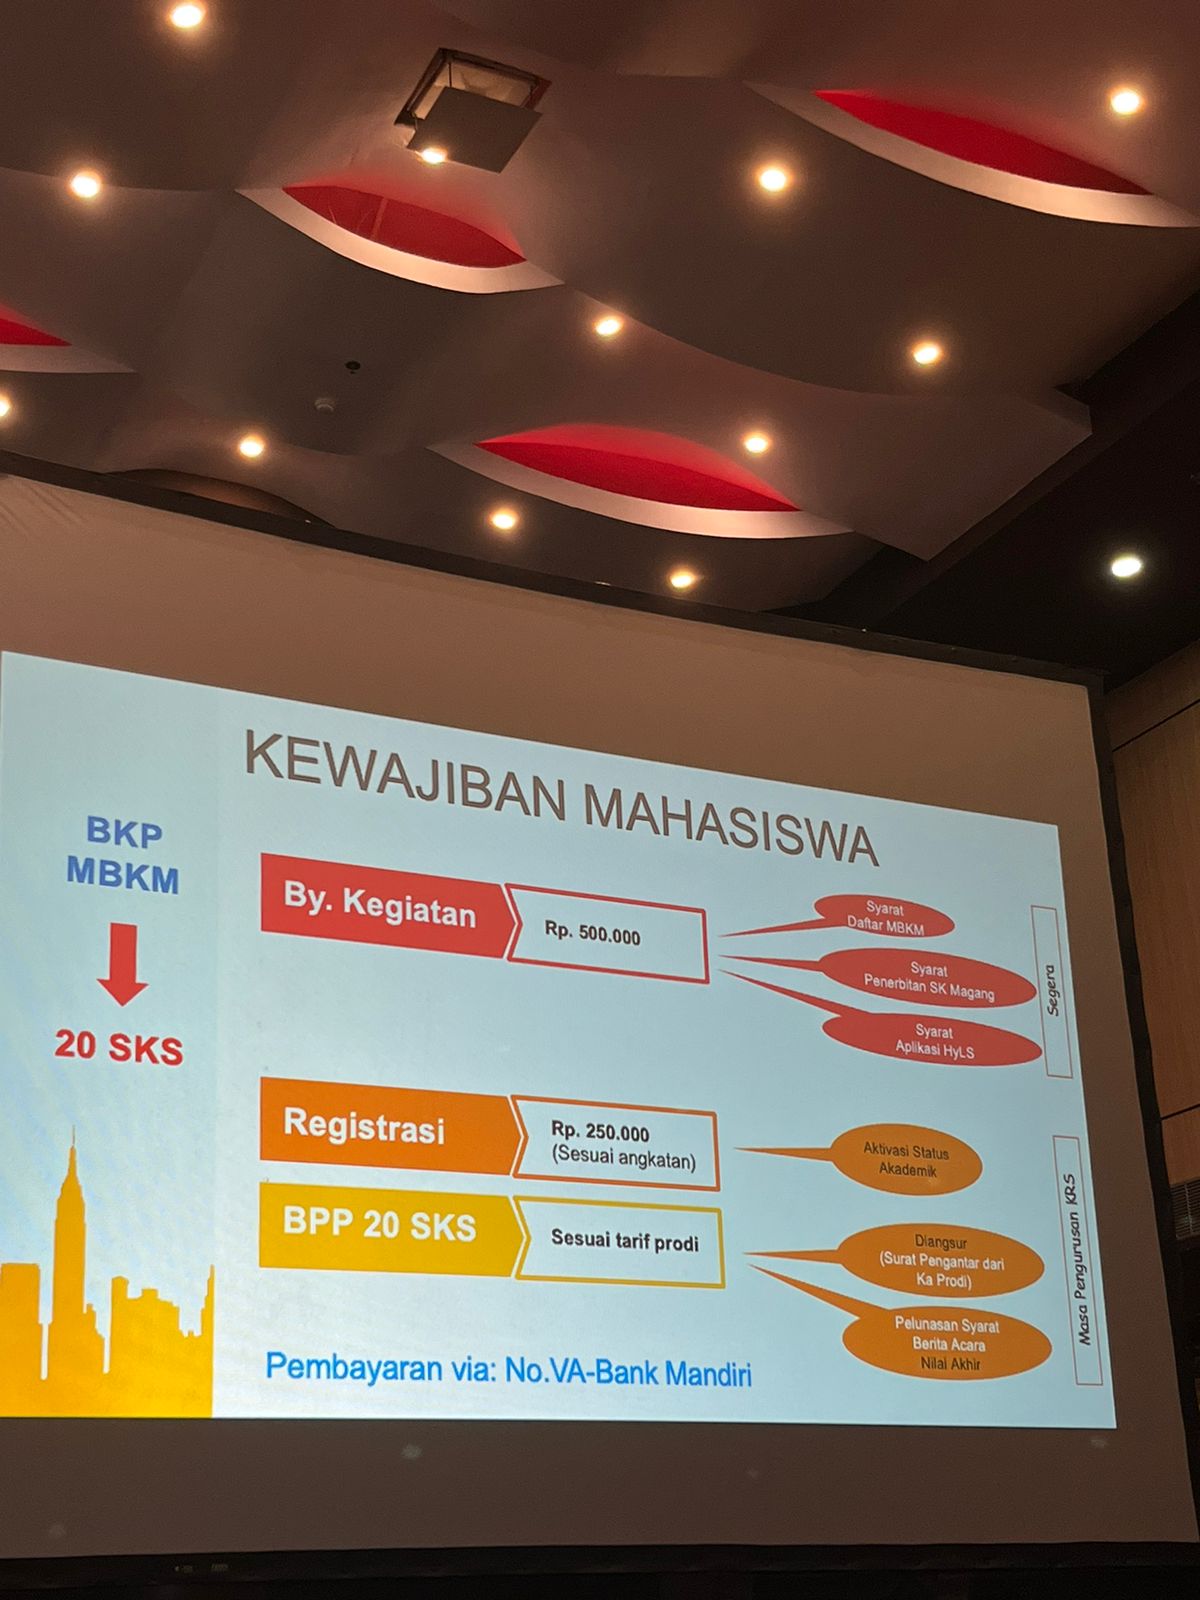 KEWAJIBAN MAHASISWA
BKP
MBKM
20 SKS
By. Kegiatan
Rp. 500.000
Syarat
Daftar MBKM
Syarat
Penerbitan SK Magang
Syarat
Aplikasi HyLS
Segera
Registrasi
Rp. 250.000
(Sesuai angkatan)
Aktivasi Status
Akademik
BPP 20 SKS
Sesuai tarif prodi
Diangsur
(Surat Pengantar dari
Ka Prodi)
Pelunasan Syarat
Berita Acara
Nilai Akhir
Masa Pengurusan KRS
Pembayaran via: No.VA-Bank Mandiri